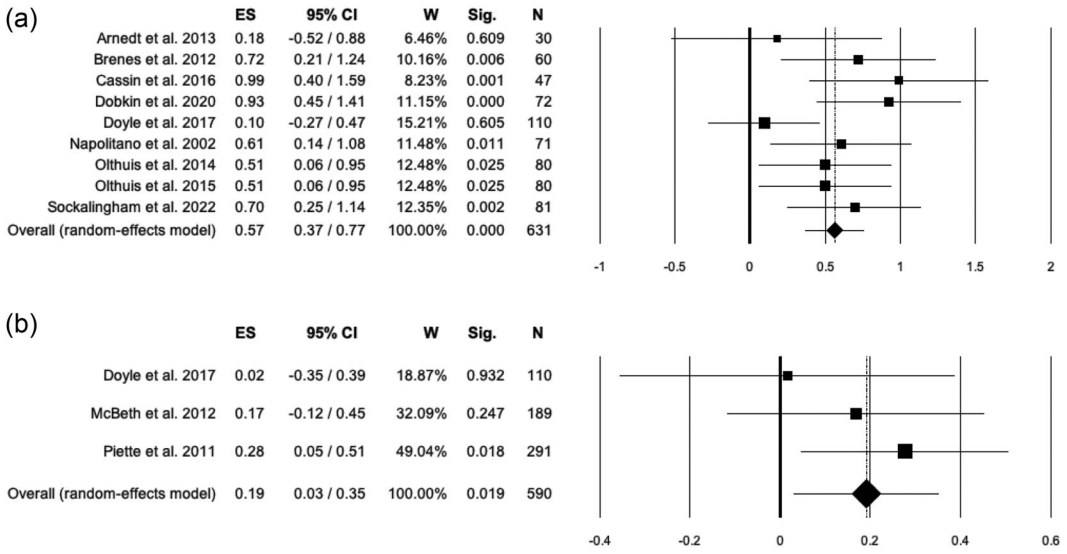 (a)
ES 95% CI W Sig. N
Arnedt et al. 2013 0.18 -0.52 / 0.88 6.46% 0.609 30
Brenes et al. 2012 0.72 0.21 / 1.24 10.16% 0.006 60
Cassin et al. 2016 0.99 0.40 / 1.59 8.23% 0.001 47
Dobkin et al. 2020 0.93 0.45 / 1.41 11.15% 0.000 72
Doyle et al. 2017 0.10 -0.27 / 0.47 15.21% 0.605 110
Napolitano et al. 2002 0.61 0.14 / 1.08 11.48% 0.011 71
Olthuis et al. 2014 0.51 0.06 / 0.95 12.48% 0.025 80
Olthuis et al. 2015 0.51 0.06 / 0.95 12.48% 0.025 80
Sockalingham et al. 2022 0.70 0.25 / 1.14 12.35% 0.002 81
Overall (random-effects model) 0.57 0.37 / 0.77 100.00% 0.000 631
-1 -0.5 0 0.5 1 1.5 2
(b)
ES 95% CI W Sig. N
Doyle et al. 2017 0.02 -0.35 / 0.39 18.87% 0.932 110
McBeth et al. 2012 0.17 -0.12 / 0.45 32.09% 0.247 189
Piette et al. 2011 0.28 0.05 / 0.51 49.04% 0.018 291
Overall (random-effects model) 0.19 0.03 / 0.35 100.00% 0.019 590
-0.4 -0.2 0 0.2 0.4 0.6